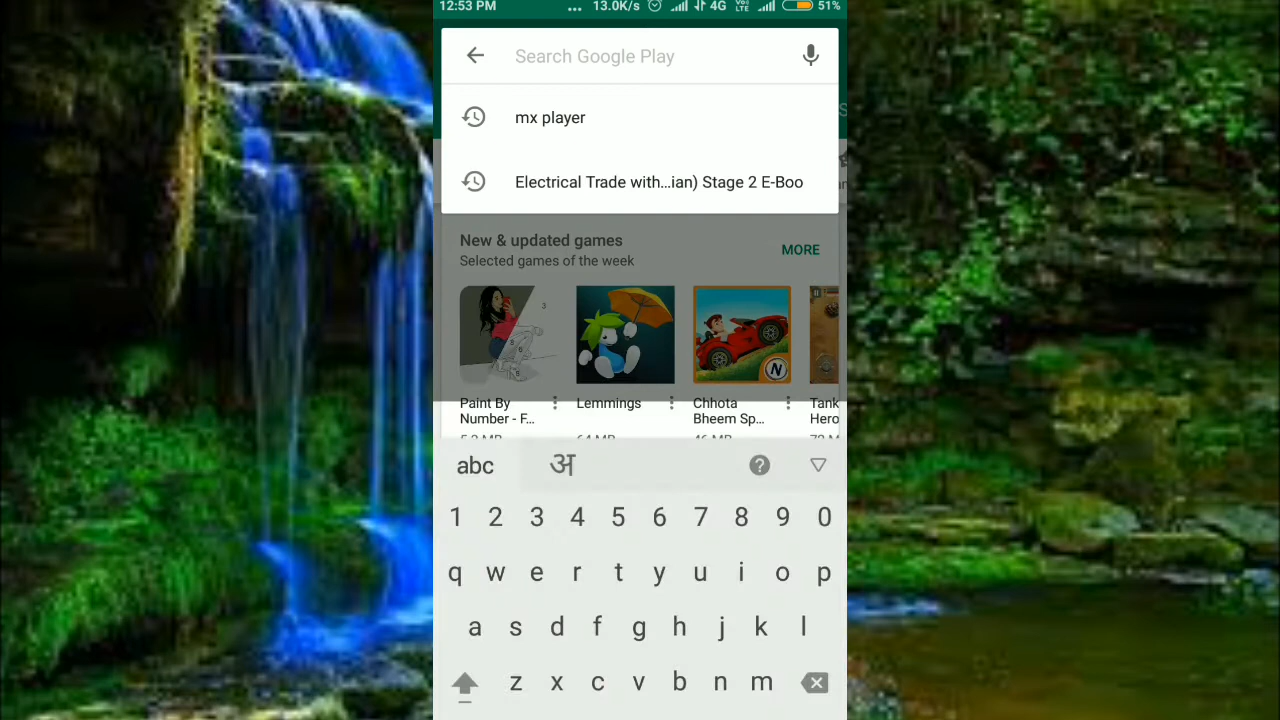 12:53 PM ... 13.0K/s 4G VoLTE 51%
Search Google Play
mx player
Electrical Trade with...ian) Stage 2 E-Boo
New & updated games
MORE
Selected games of the week
Paint By
Number - F...
Lemmings
Chhota
Bheem Sp...
Tank
Hero
abc अ
1 2 3 4 5 6 7 8 9 0
q w e r t y u i o p
a s d f g h j k l
z x c v b n m